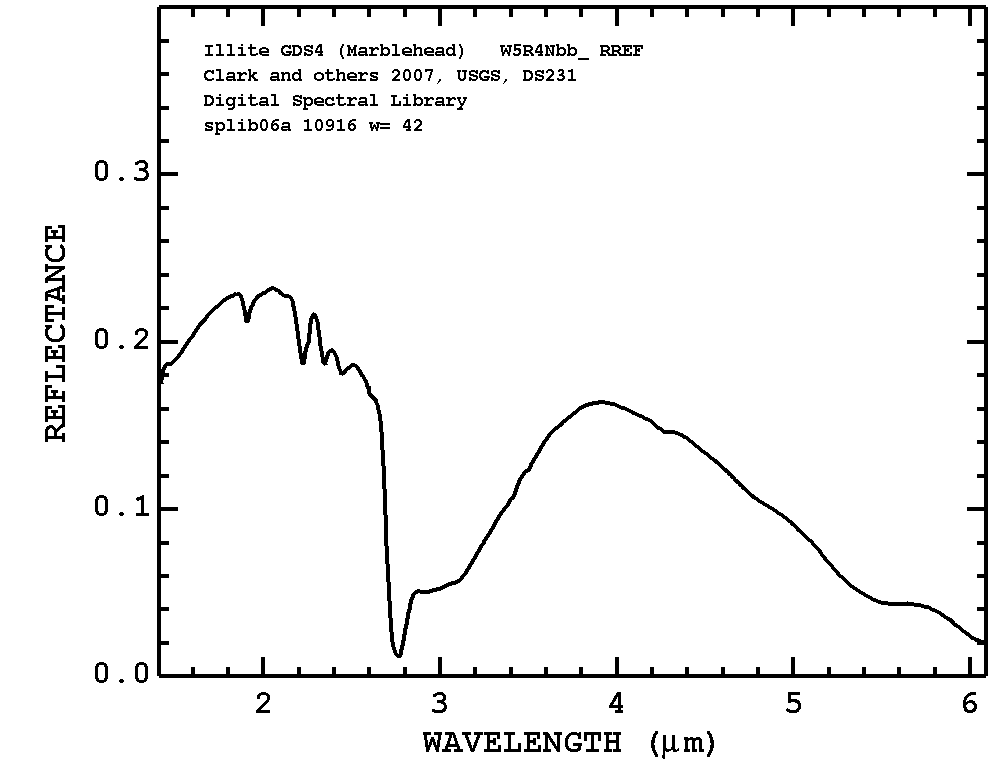 Illite GDS4 (Marblehead) W5R4Nbb_ RREF
Clark and others 2007, USGS, DS231
Digital Spectral Library
splib06a 10916 w= 42
0.3
0.2
0.1
0.0
REFLECTANCE
2 3 4 5 6
WAVELENGTH (μm)